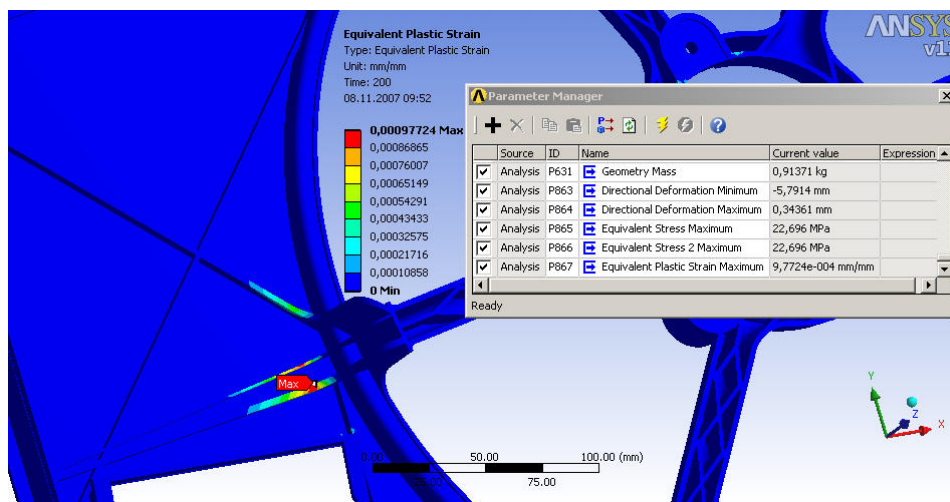 Equivalent Plastic Strain
Type: Equivalent Plastic Strain
Unit: mm/mm
Time: 200
08.11.2007 09:52
0,00097724 Max
0,00086865
0,00076007
0,00065149
0,00054291
0,00043433
0,00032575
0,00021716
0,00010858
0 Min
ANSYS
v11
Parameter Manager
Source ID Name Current value Expression
Analysis P631 Geometry Mass 0,91371 kg
Analysis P863 Directional Deformation Minimum -5,7914 mm
Analysis P864 Directional Deformation Maximum 0,34361 mm
Analysis P865 Equivalent Stress Maximum 22,696 MPa
Analysis P866 Equivalent Stress 2 Maximum 22,696 MPa
Analysis P867 Equivalent Plastic Strain Maximum 9,7724e-004 mm/mm
Ready
Max
0.00 50.00 100.00 (mm)
25.00 75.00
Y
Z
X